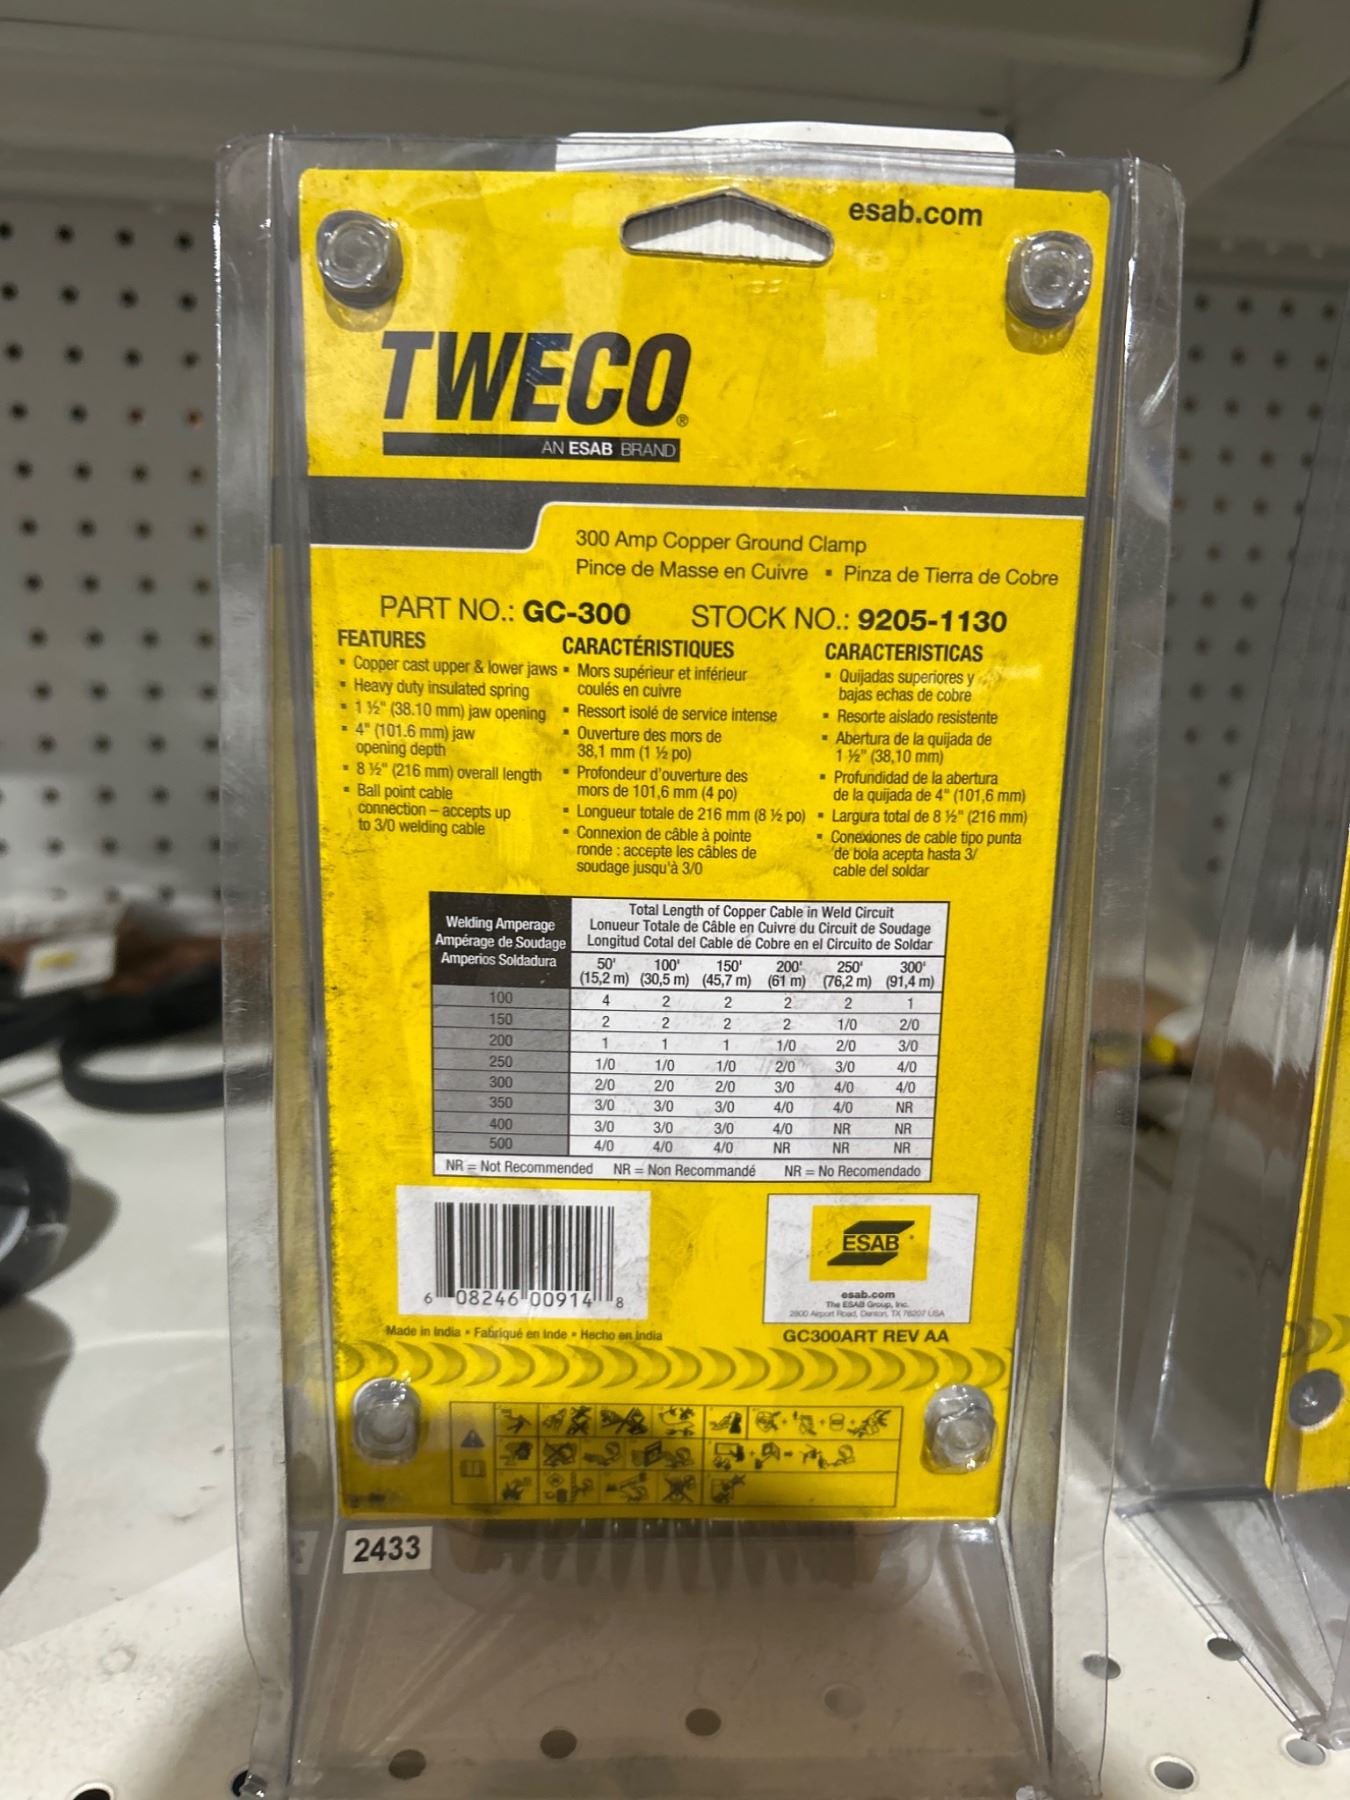 esab.com
TWECO®
AN ESAB BRAND
300 Amp Copper Ground Clamp
Pince de Masse en Cuivre ▪ Pinza de Tierra de Cobre
PART NO.: GC-300 STOCK NO.: 9205-1130
FEATURES
▪ Copper cast upper & lower jaws
▪ Heavy duty insulated spring
▪ 1 ½" (38.10 mm) jaw opening
▪ 4" (101.6 mm) jaw
opening depth
▪ 8 ½" (216 mm) overall length
▪ Ball point cable
connection – accepts up
to 3/0 welding cable
CARACTÉRISTIQUES
▪ Mors supérieur et inférieur
coulés en cuivre
▪ Ressort isolé de service intense
▪ Ouverture des mors de
38,1 mm (1 ½ po)
▪ Profondeur d'ouverture des
mors de 101,6 mm (4 po)
▪ Longueur totale de 216 mm (8 ½ po)
▪ Connexion de câble à pointe
ronde : accepte les câbles de
soudage jusqu'à 3/0
CARACTERISTICAS
▪ Quijadas superiores y
bajas echas de cobre
▪ Resorte aislado resistente
▪ Abertura de la quijada de
1 ½" (38,10 mm)
▪ Profundidad de la abertura
de la quijada de 4" (101,6 mm)
▪ Largura total de 8 ½" (216 mm)
▪ Conexiones de cable tipo punta
de bola acepta hasta 3/
cable del soldar
Welding Amperage
Ampérage de Soudage
Amperios Soldadura
Total Length of Copper Cable in Weld Circuit
Lonueur Totale de Câble en Cuivre du Circuit de Soudage
Longitud Cotal del Cable de Cobre en el Circuito de Soldar
50' 100' 150' 200' 250' 300'
(15,2 m) (30,5 m) (45,7 m) (61 m) (76,2 m) (91,4 m)
100 4 2 2 2 2 1
150 2 2 2 2 1/0 2/0
200 1 1 1 1/0 2/0 3/0
250 1/0 1/0 1/0 2/0 3/0 4/0
300 2/0 2/0 2/0 3/0 4/0 4/0
350 3/0 3/0 3/0 4/0 4/0 NR
400 3/0 3/0 3/0 4/0 NR NR
500 4/0 4/0 4/0 NR NR NR
NR = Not Recommended NR = Non Recommandé NR = No Recomendado
6 08246 00914 8
ESAB
esab.com
The ESAB Group, Inc.
2800 Airport Road, Denton, TX 76207 USA
Made in India ▪ Fabriqué en Inde ▪ Hecho en India
GC300ART REV AA
2433